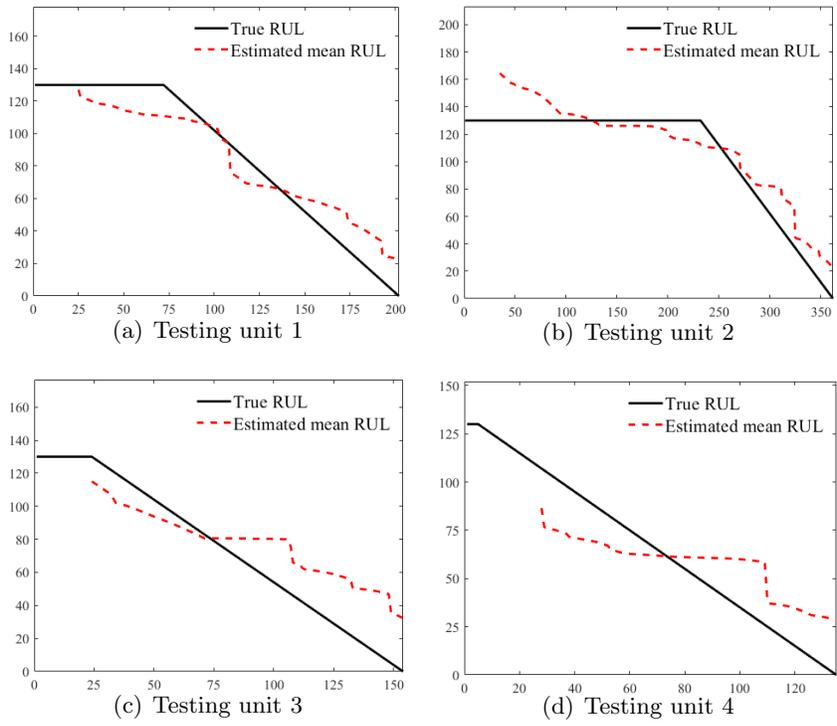 True RUL
Estimated mean RUL
160
140
120
100
80
60
40
20
0
0 25 50 75 100 125 150 175 200
(a) Testing unit 1
True RUL
Estimated mean RUL
200
180
160
140
120
100
80
60
40
20
0
0 50 100 150 200 250 300 350
(b) Testing unit 2
True RUL
Estimated mean RUL
160
140
120
100
80
60
40
20
0
0 25 50 75 100 125 150
(c) Testing unit 3
True RUL
Estimated mean RUL
150
125
100
75
50
25
0
0 20 40 60 80 100 120
(d) Testing unit 4